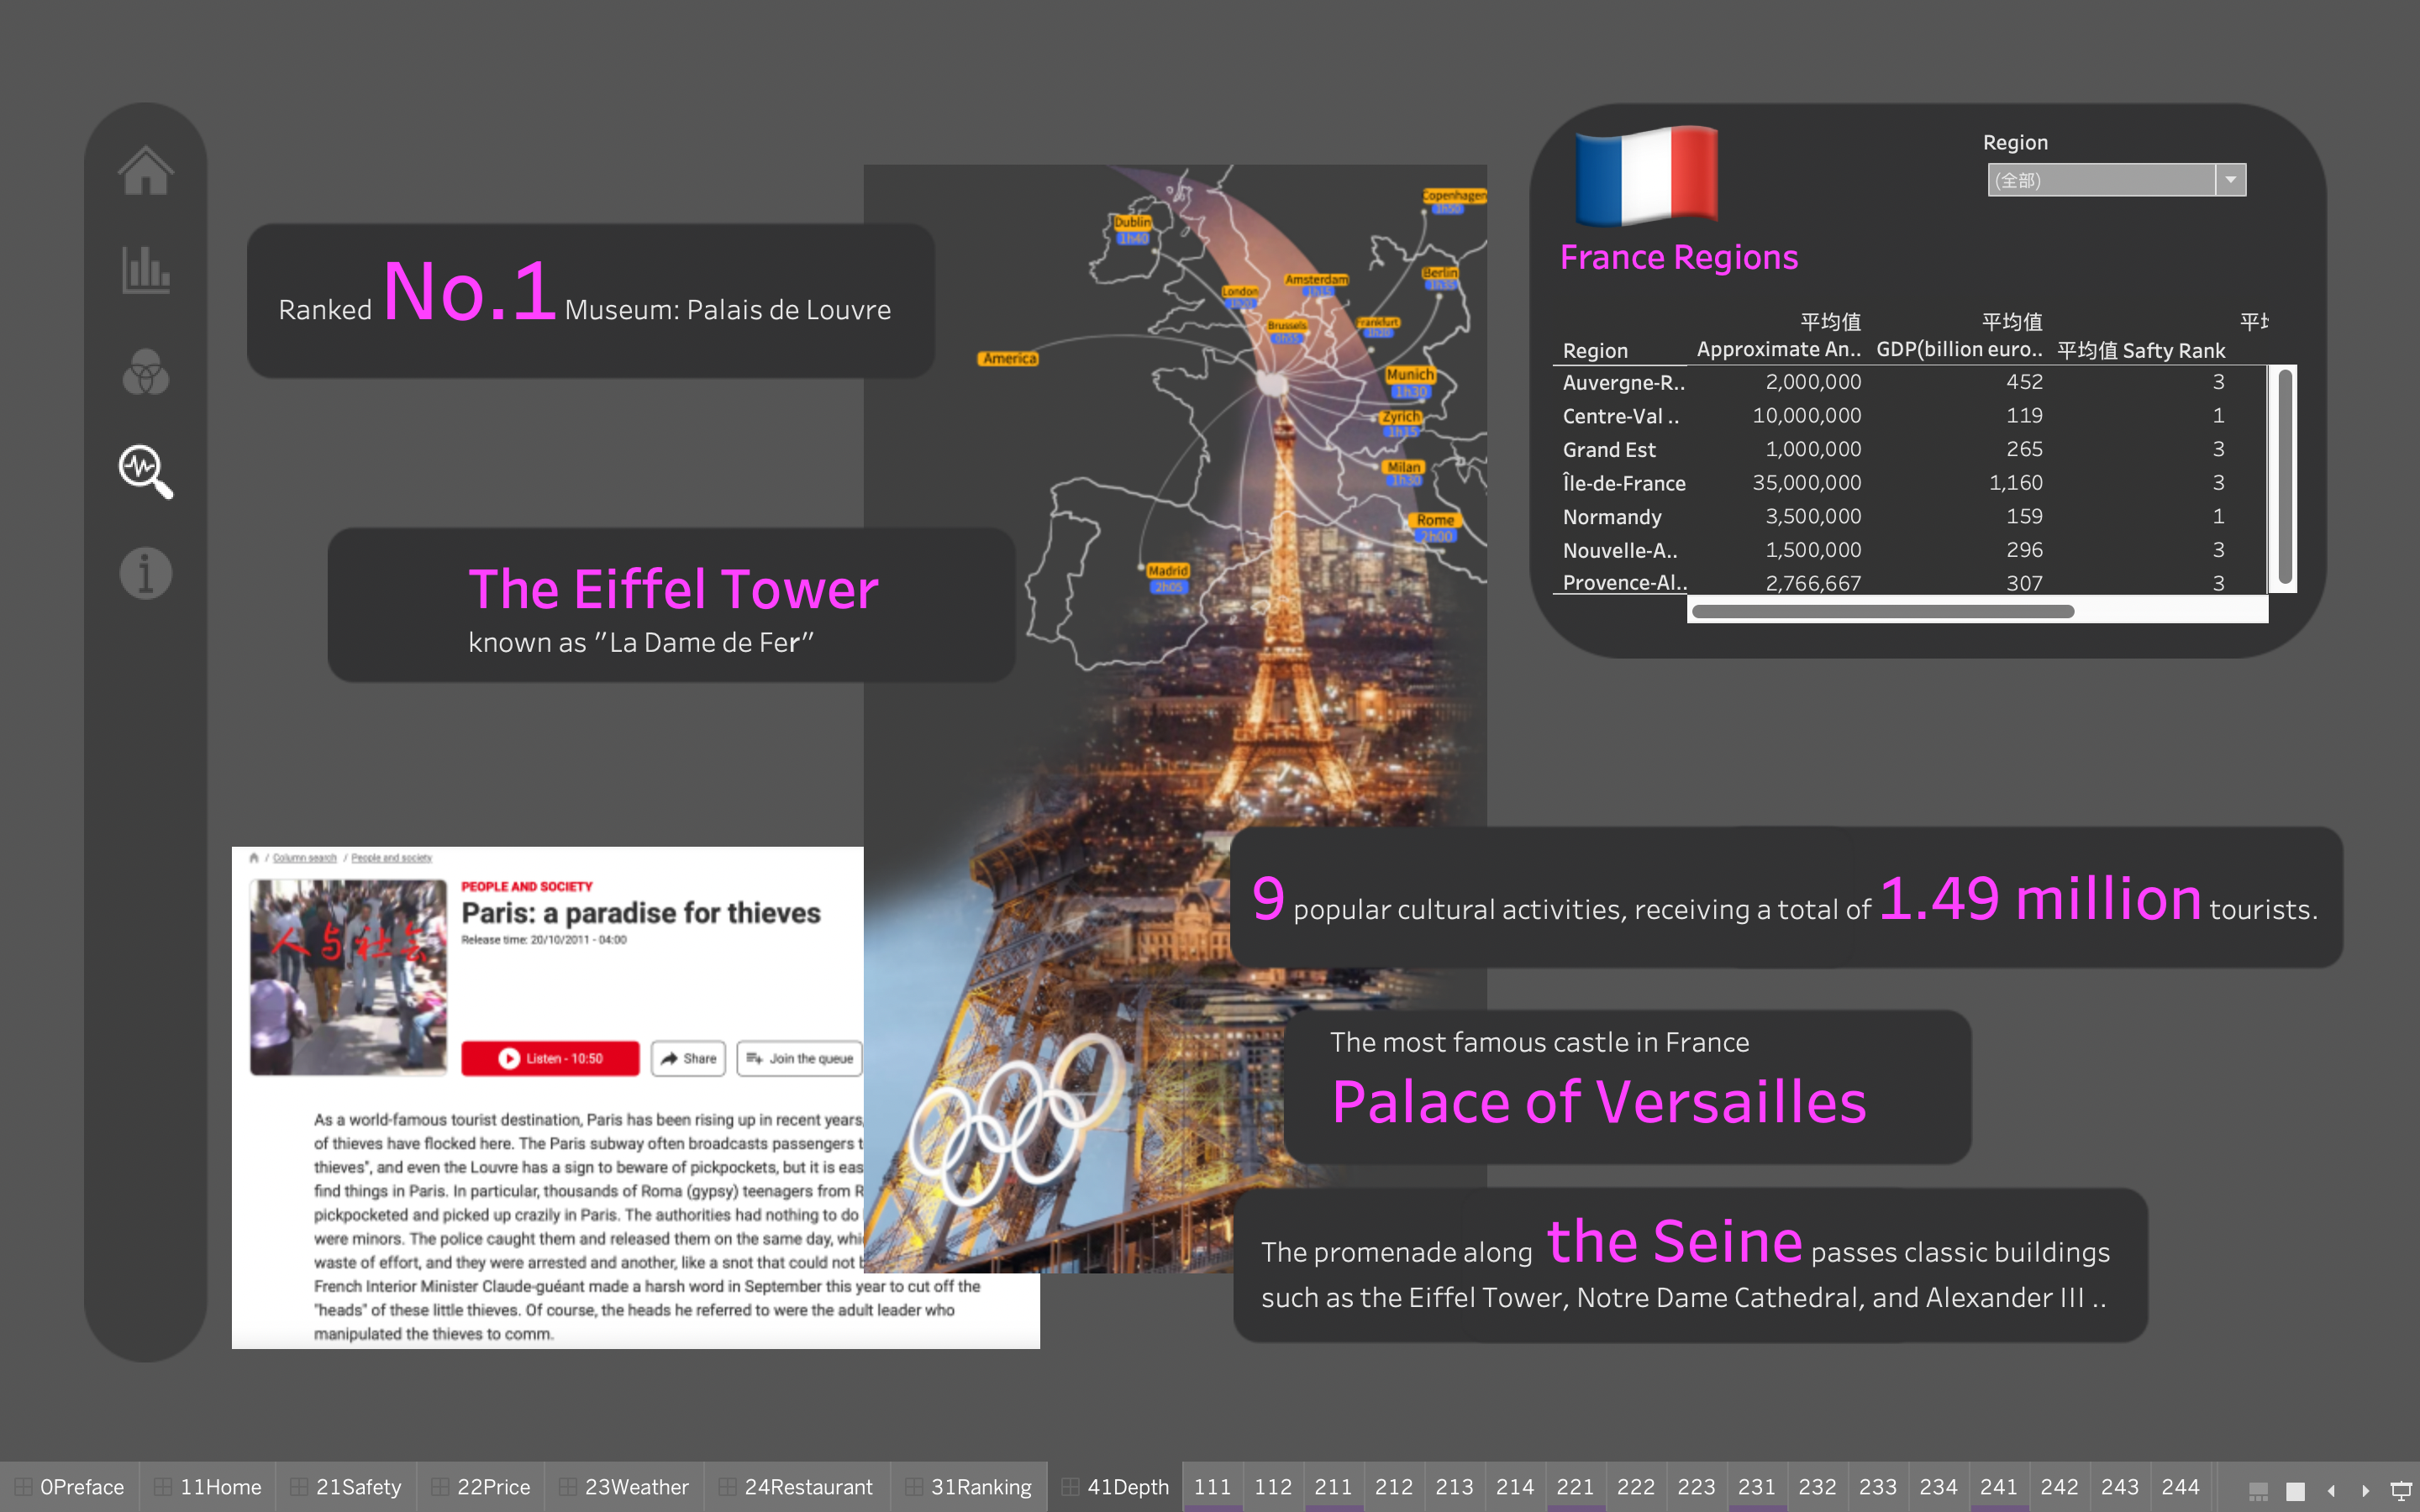 Ranked No.1 Museum: Palais de Louvre
The Eiffel Tower
known as "La Dame de Fer"
/ Column search / People and society
人与社会
PEOPLE AND SOCIETY
Paris: a paradise for thieves
Release time: 20/10/2011 - 04:00
Listen - 10:50
Share
Join the queue
As a world-famous tourist destination, Paris has been rising up in recent years,
of thieves have flocked here. The Paris subway often broadcasts passengers t
thieves", and even the Louvre has a sign to beware of pickpockets, but it is eas
find things in Paris. In particular, thousands of Roma (gypsy) teenagers from R
pickpocketed and picked up crazily in Paris. The authorities had nothing to do
were minors. The police caught them and released them on the same day, whi
waste of effort, and they were arrested and another, like a snot that could not b
French Interior Minister Claude-guéant made a harsh word in September this year to cut off the
"heads" of these little thieves. Of course, the heads he referred to were the adult leader who
manipulated the thieves to comm.
Copenhagen
1h50
Dublin
1h40
Berlin
1h35
Amsterdam
1h15
London
Brussels
0h55
Frankfurt
1h20
America
Munich
1h30
Zyrich
1h15
Milan
1h30
Rome
2h00
Madrid
2h05
Region
(全部)
France Regions
平均值 平均值
Region Approximate An.. GDP(billion euro.. 平均值 Safty Rank
Auvergne-R.. 2,000,000 452 3
Centre-Val .. 10,000,000 119 1
Grand Est 1,000,000 265 3
Île-de-France 35,000,000 1,160 3
Normandy 3,500,000 159 1
Nouvelle-A.. 1,500,000 296 3
Provence-Al.. 2,766,667 307 3
9 popular cultural activities, receiving a total of 1.49 million tourists.
The most famous castle in France
Palace of Versailles
The promenade along the Seine passes classic buildings
such as the Eiffel Tower, Notre Dame Cathedral, and Alexander III ..
0Preface 11Home 21Safety 22Price 23Weather 24Restaurant 31Ranking 41Depth 111 112 211 212 213 214 221 222 223 231 232 233 234 241 242 243 244